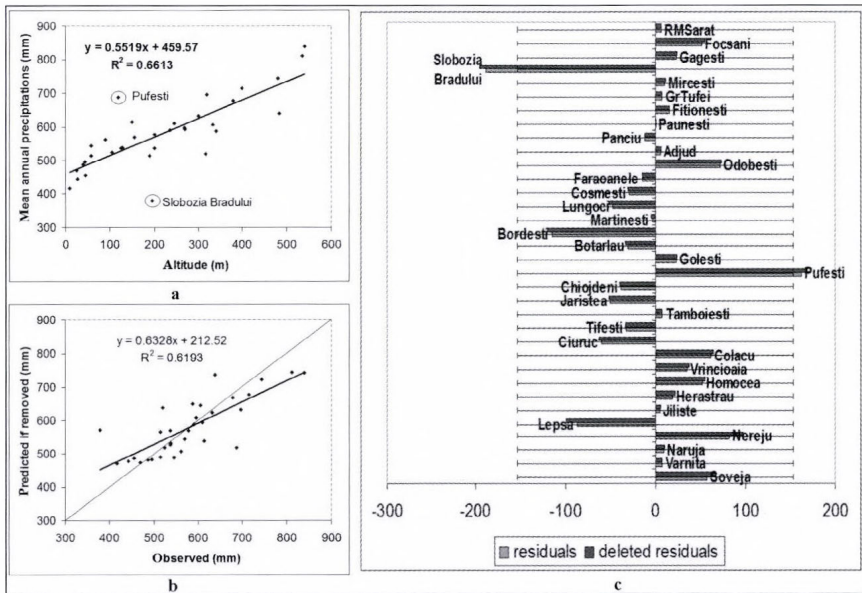 900
800
700
600
500
400
300
y = 0.5519x + 459.57
R² = 0.6613
Pufesti
Slobozia Bradului
0 100 200 300 400 500 600
Mean annual precipitations (mm)
Altitude (m)
a
900
800
700
600
500
400
300
y = 0.6328x + 212.52
R² = 0.6193
300 400 500 600 700 800 900
Predicted if removed (mm)
Observed (mm)
b
RMSarat
Focsani
Gagesti
Slobozia
Bradului
Mircesti
GrTufei
Fitionesti
Paunesti
Panciu
Adjud
Odobesti
Faraoanele
Cosmesti
Lungoci
Martinesti
Bordesti
Botarlau
Golesti
Pufesti
Chiojdeni
Jaristea
Tamboiesti
Tifesti
Ciuruc
Colacu
Vrincioaia
Homocea
Herastrau
Jiliste
Lepsa
Nereju
Naruja
Varnita
Soveja
-300 -200 -100 0 100 200
residuals deleted residuals
c